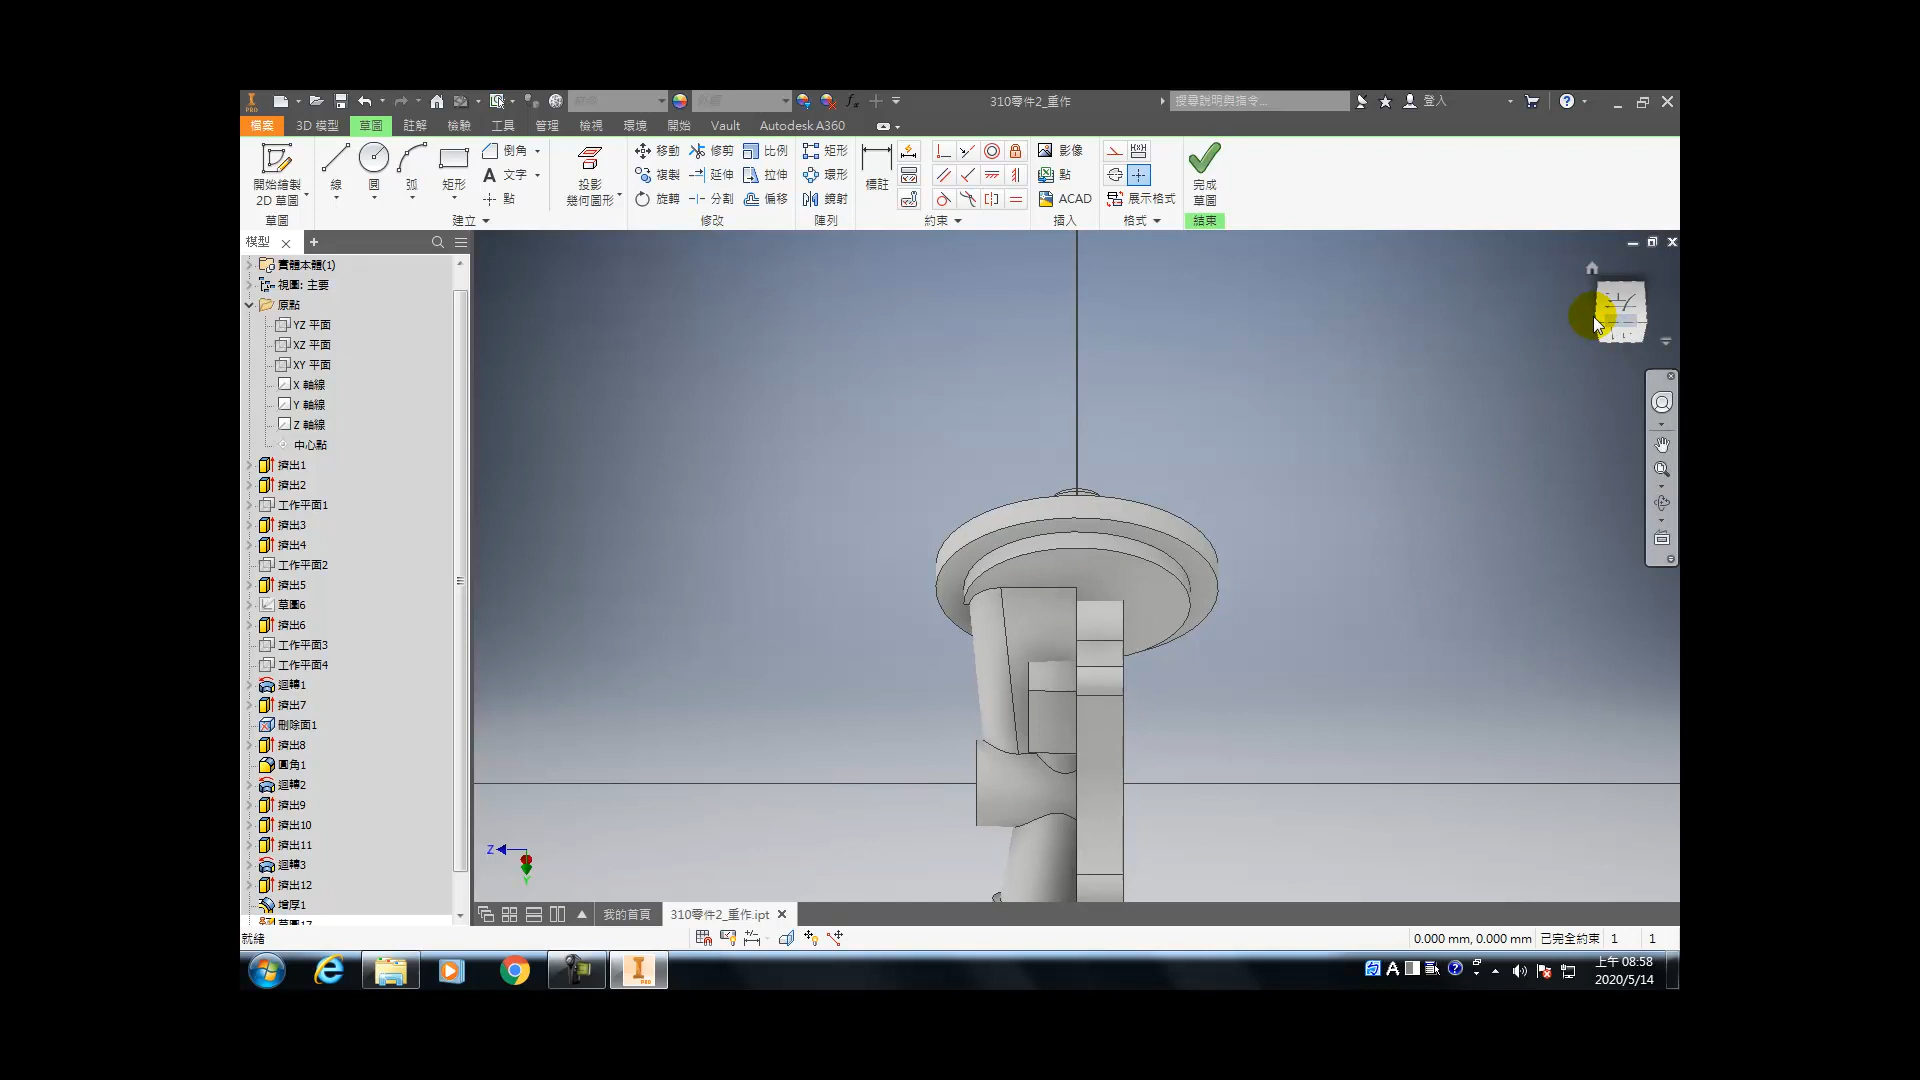 PRO
310零件2_重作
搜尋說明與指令...
登入
檔案
3D 模型
草圖
註解
檢驗
工具
管理
檢視
環境
開始
Vault
Autodesk A360
開始繪製
2D 草圖
線
圓
弧
矩形
倒角
文字
點
投影
幾何圖形
移動
修剪
比例
複製
延伸
拉伸
旋轉
分割
偏移
矩形
環形
鏡射
標註
影像
點
ACAD
展示格式
完成
草圖
草圖
建立
修改
陣列
約束
插入
格式
結束
模型
實體本體(1)
視圖: 主要
原點
YZ 平面
XZ 平面
XY 平面
X 軸線
Y 軸線
Z 軸線
中心點
擠出1
擠出2
工作平面1
擠出3
擠出4
工作平面2
擠出5
草圖6
擠出6
工作平面3
工作平面4
迴轉1
擠出7
刪除面1
擠出8
圓角1
迴轉2
擠出9
擠出10
擠出11
迴轉3
擠出12
增厚1
草圖17
Z
Y
我的首頁
310零件2_重作.ipt
就緒
0.000 mm, 0.000 mm
已完全約束
1
1
上午 08:58
2020/5/14